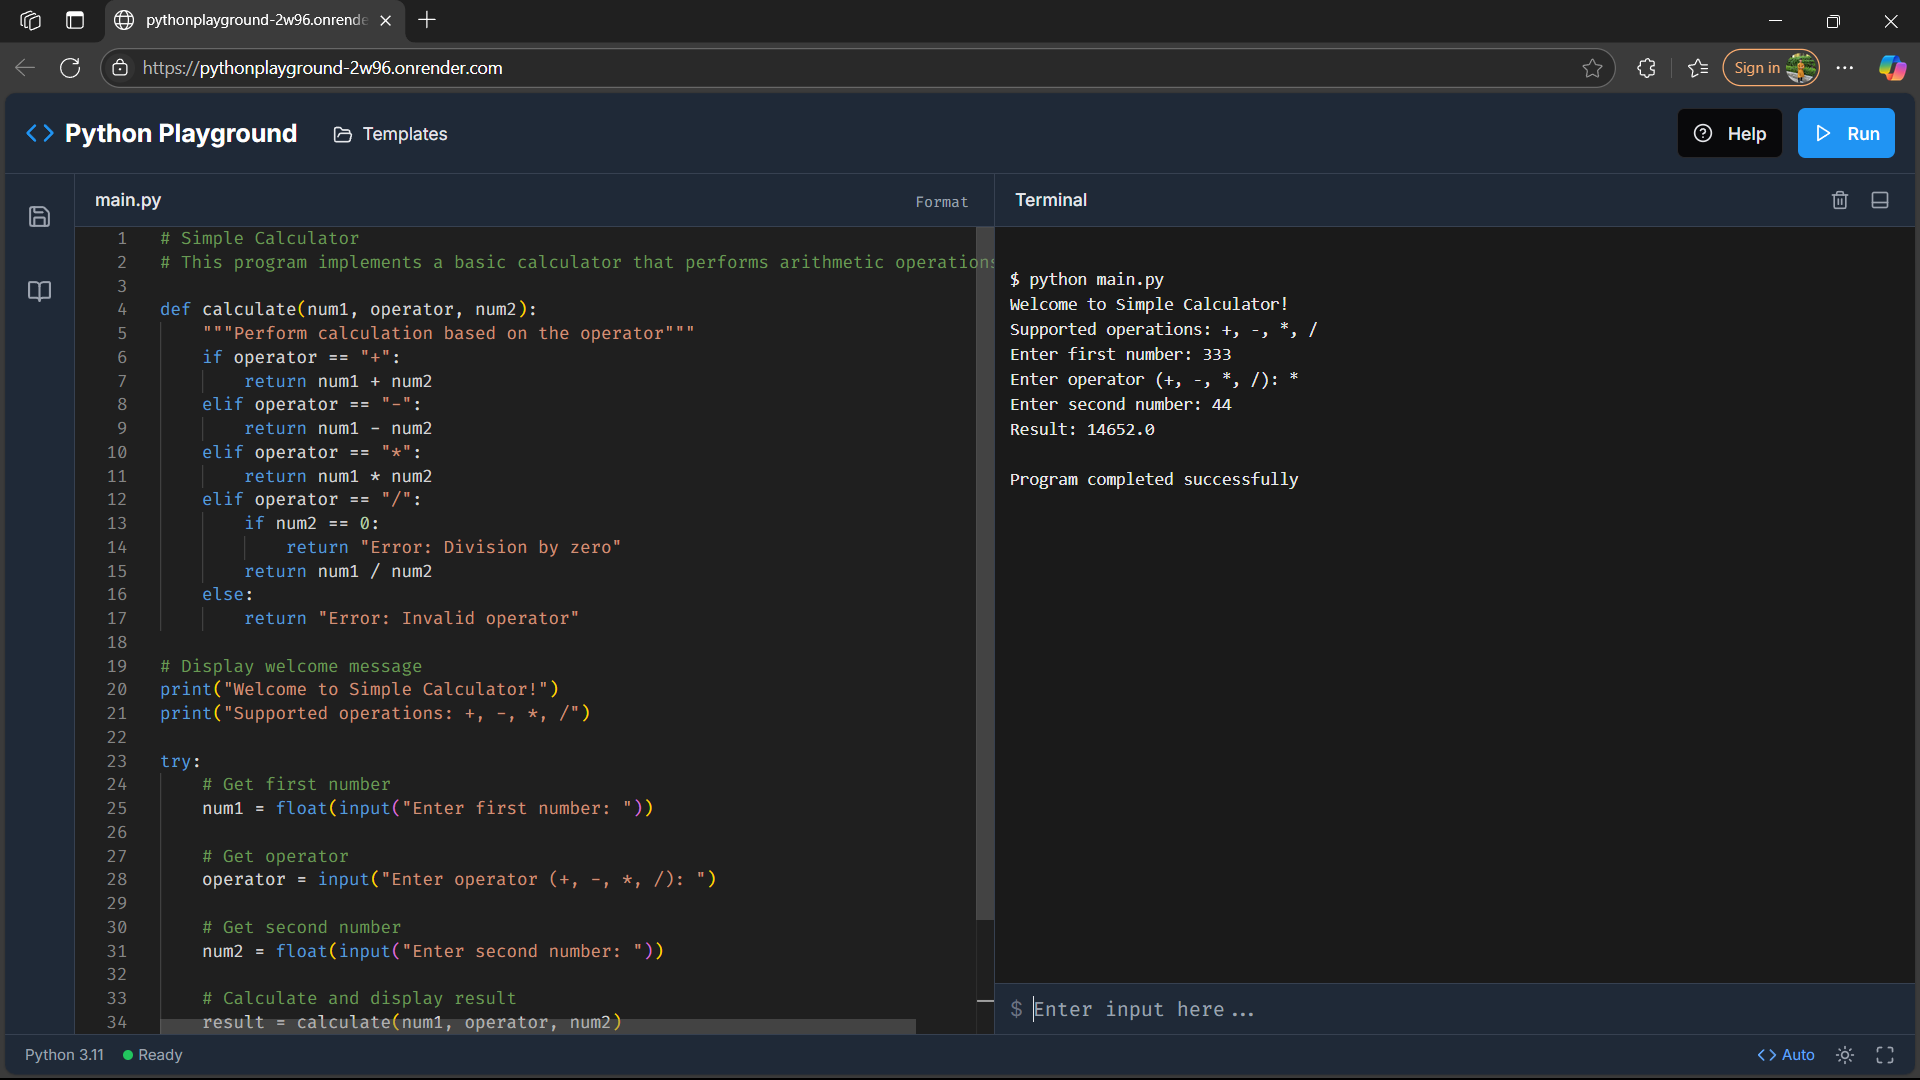 pythonplayground-2w96.onrende
https://pythonplayground-2w96.onrender.com
Sign in
Python Playground
Templates
Help
Run
main.py
Format
Terminal
1 # Simple Calculator
2 # This program implements a basic calculator that performs arithmetic operations
3
4 def calculate(num1, operator, num2):
5     """Perform calculation based on the operator"""
6     if operator == "+":
7         return num1 + num2
8     elif operator == "-":
9         return num1 - num2
10     elif operator == "*":
11         return num1 * num2
12     elif operator == "/":
13         if num2 == 0:
14             return "Error: Division by zero"
15         return num1 / num2
16     else:
17         return "Error: Invalid operator"
18
19 # Display welcome message
20 print("Welcome to Simple Calculator!")
21 print("Supported operations: +, -, *, /")
22
23 try:
24     # Get first number
25     num1 = float(input("Enter first number: "))
26
27     # Get operator
28     operator = input("Enter operator (+, -, *, /): ")
29
30     # Get second number
31     num2 = float(input("Enter second number: "))
32
33     # Calculate and display result
34     result = calculate(num1, operator, num2)
$ python main.py
Welcome to Simple Calculator!
Supported operations: +, -, *, /
Enter first number: 333
Enter operator (+, -, *, /): *
Enter second number: 44
Result: 14652.0
Program completed successfully
$ Enter input here...
Python 3.11
Ready
Auto